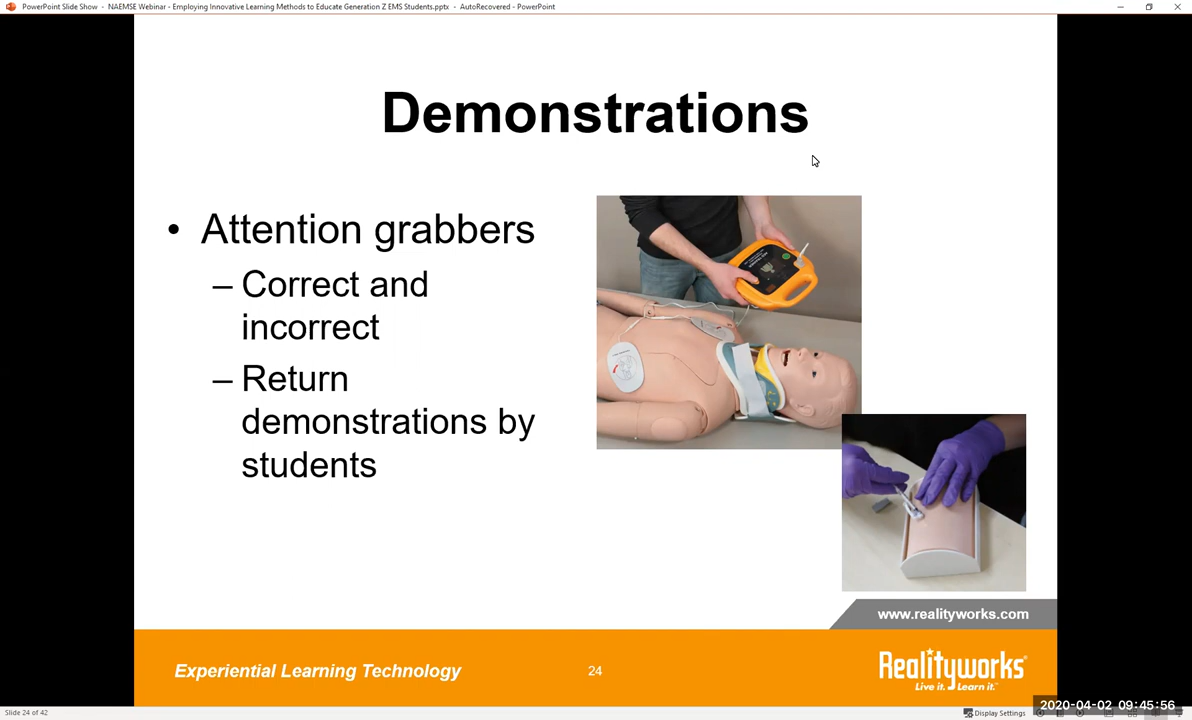 PowerPoint Slide Show - NAEMSE Webinar - Employing Innovative Learning Methods to Educate Generation Z EMS Students.pptx - AutoRecovered - PowerPoint
Demonstrations
• Attention grabbers
– Correct and
incorrect
– Return
demonstrations by
students
www.realityworks.com
Experiential Learning Technology
24
Realityworks
Live it. Learn it.™
2020-04-02 09:45:56
Slide 24 of 42
Display Settings